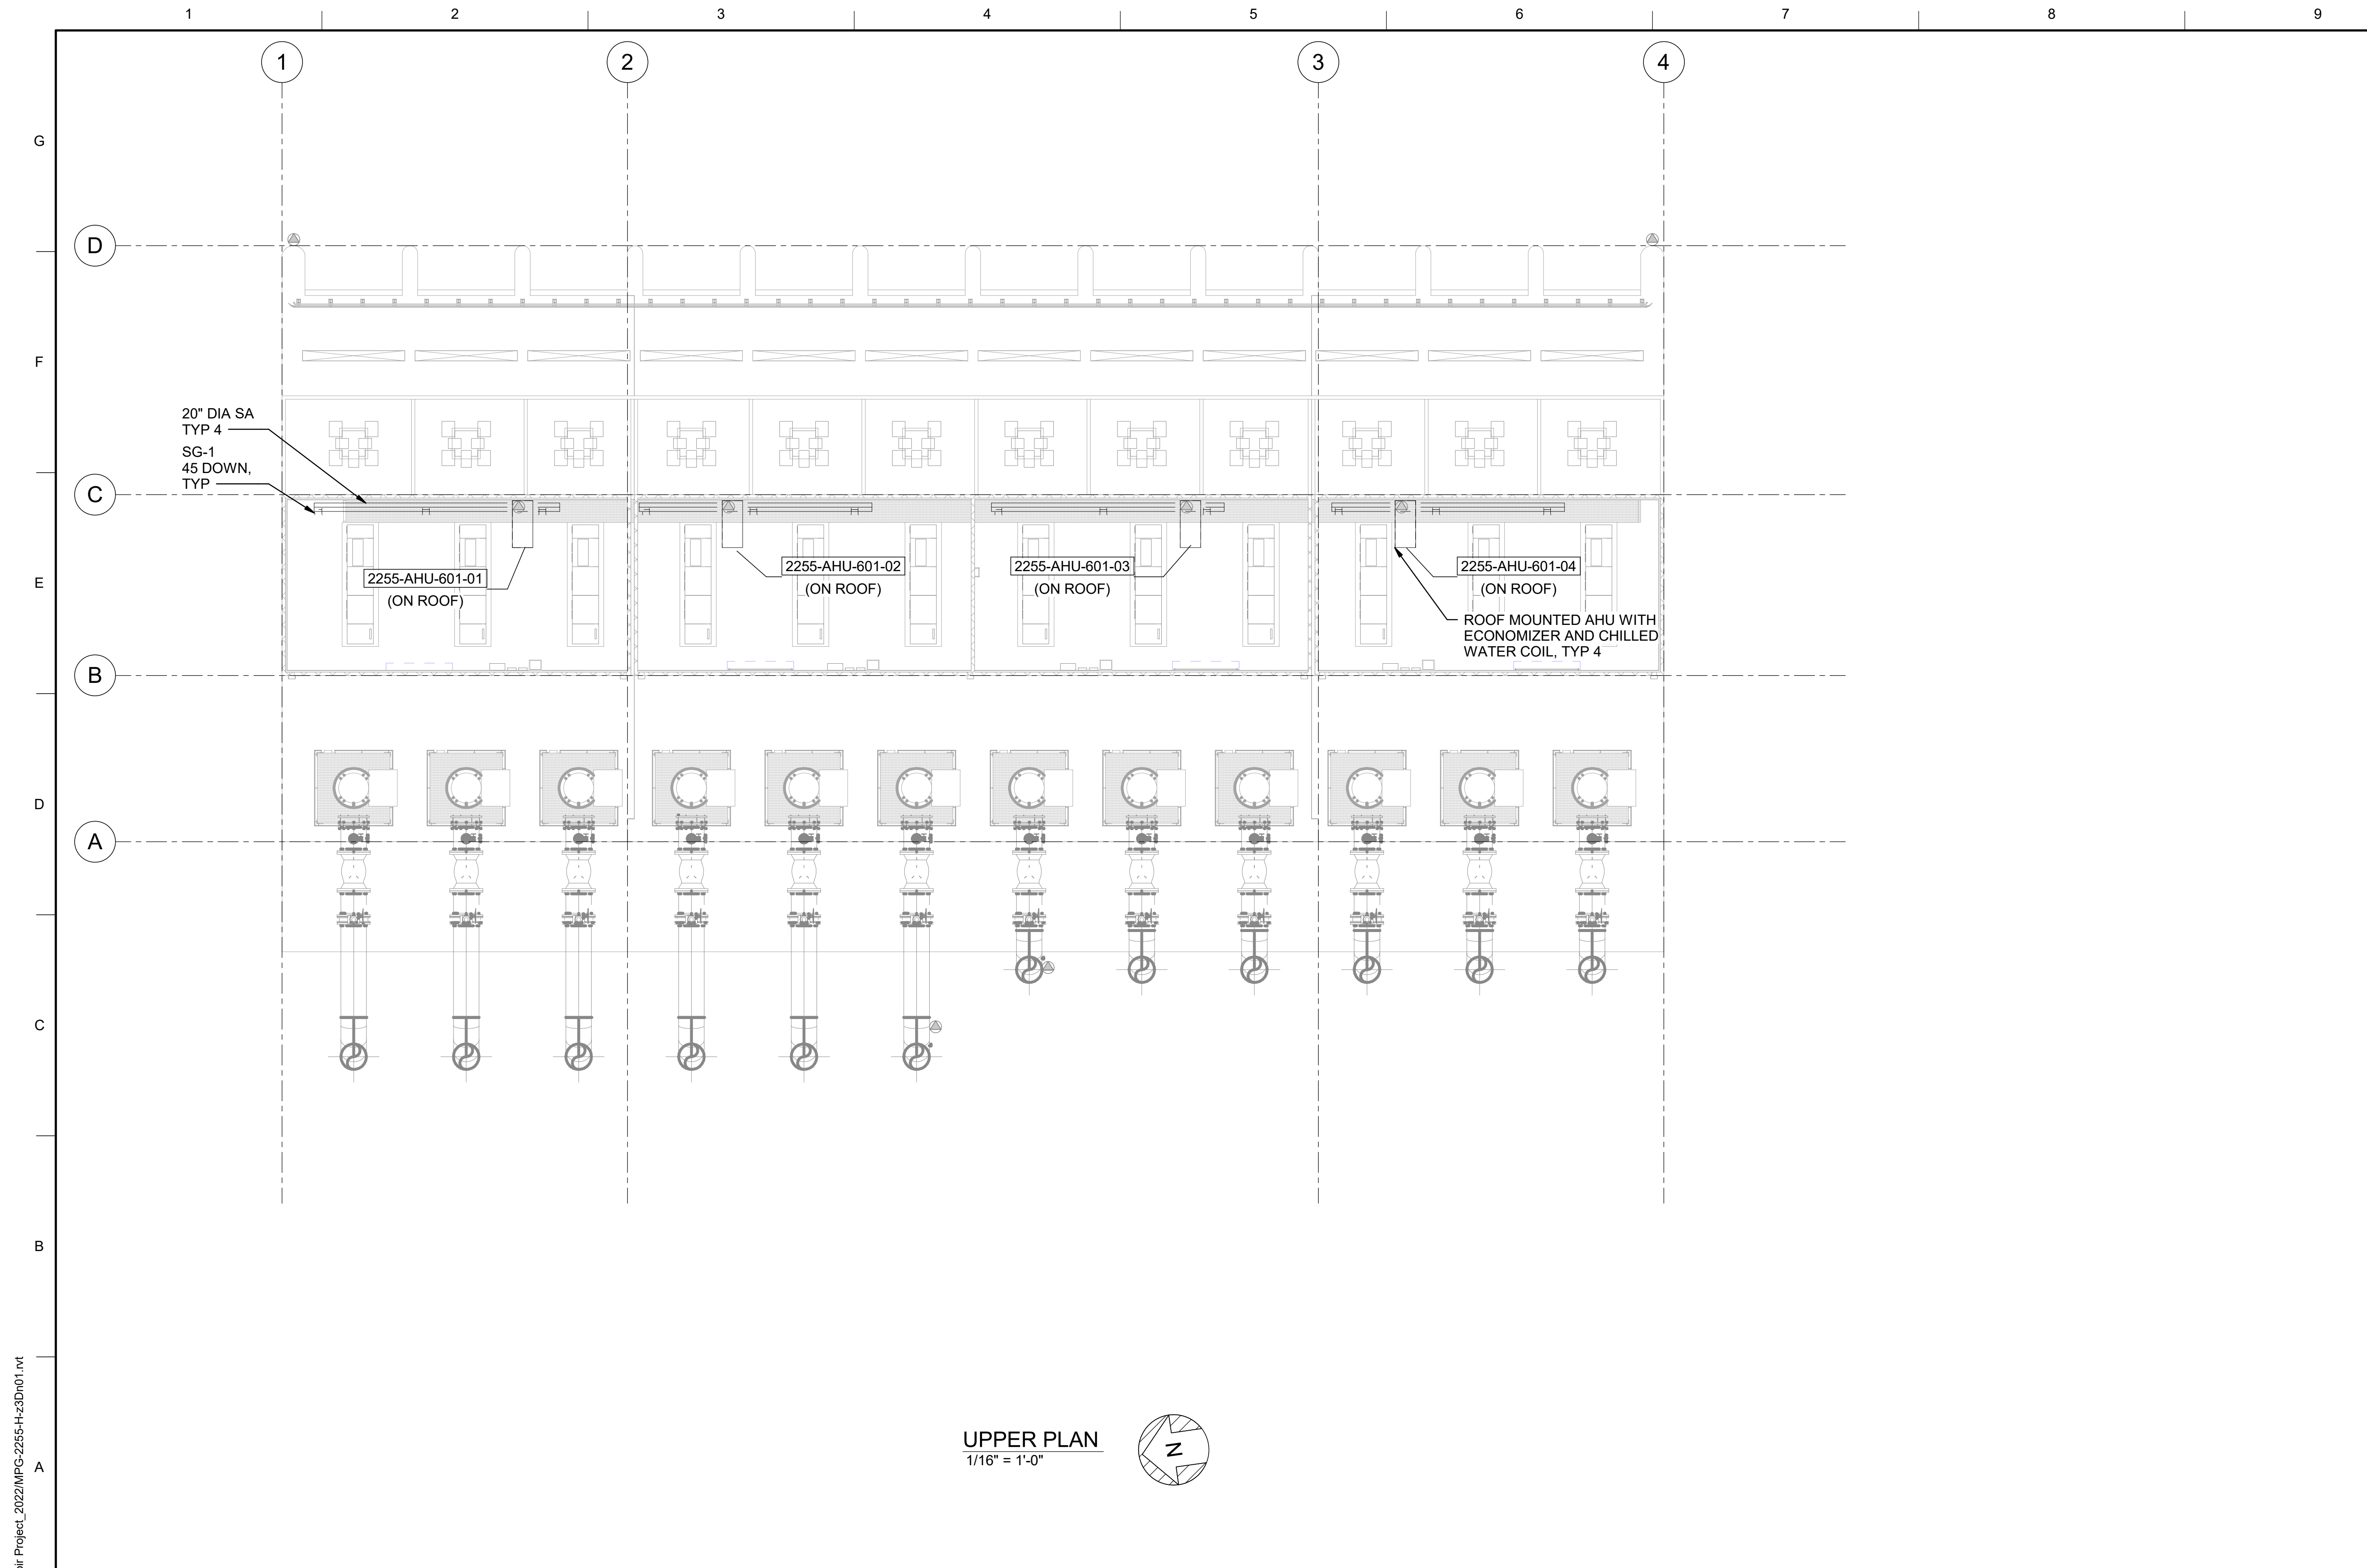 1 2 3 4 5 6 7 8 9
1 2 3 4
G
D
F
20" DIA SA
TYP 4
SG-1
45 DOWN,
TYP
C
2255-AHU-601-02
2255-AHU-601-03
2255-AHU-601-04
2255-AHU-601-01
E
(ON ROOF)
(ON ROOF)
(ON ROOF)
(ON ROOF)
ROOF MOUNTED AHU WITH
ECONOMIZER AND CHILLED
WATER COIL, TYP 4
B
D
A
C
B
UPPER PLAN
1/16" = 1'-0"
N
A
Project_2022/MPG-2255-H-z3Dn01.rvt